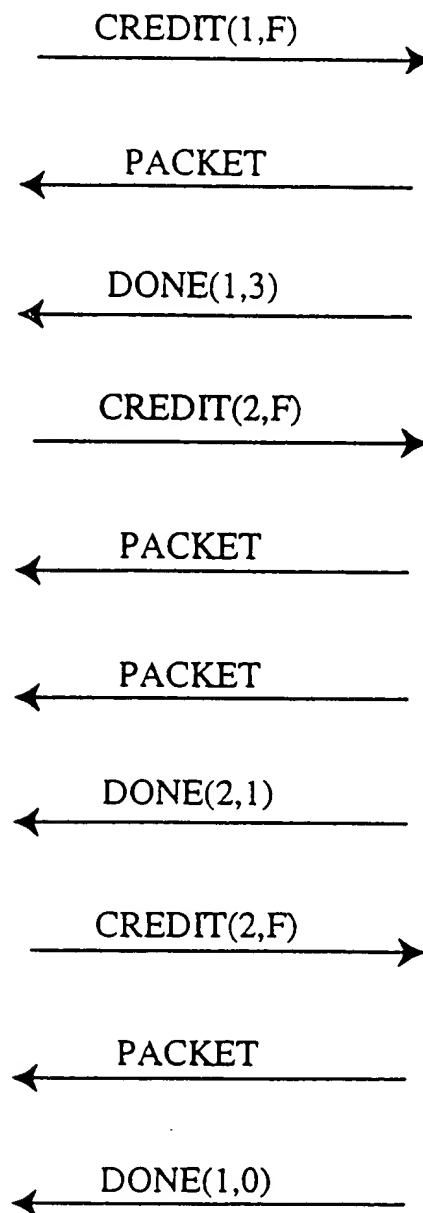 CREDIT(1,F)
PACKET
DONE(1,3)
CREDIT(2,F)
PACKET
PACKET
DONE(2,1)
CREDIT(2,F)
PACKET
DONE(1,0)